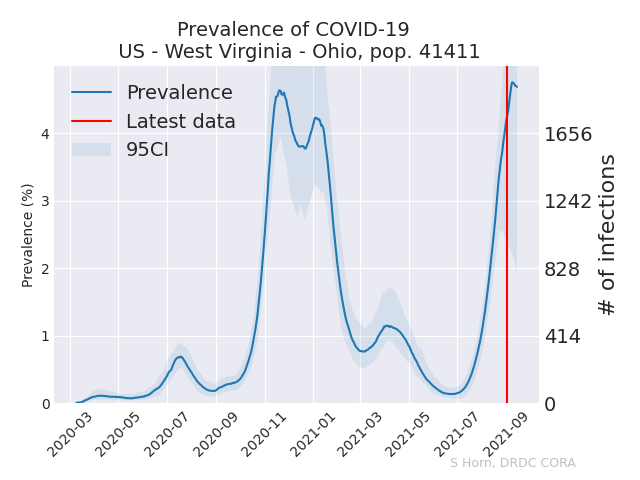 Prevalence of COVID-19
US - West Virginia - Ohio, pop. 41411
Prevalence
Latest data
95CI
Prevalence (%)
4
3
2
1
0
1656
1242
828
414
0
# of infections
2020-03
2020-05
2020-07
2020-09
2020-11
2021-01
2021-03
2021-05
2021-07
2021-09
S Horn, DRDC CORA